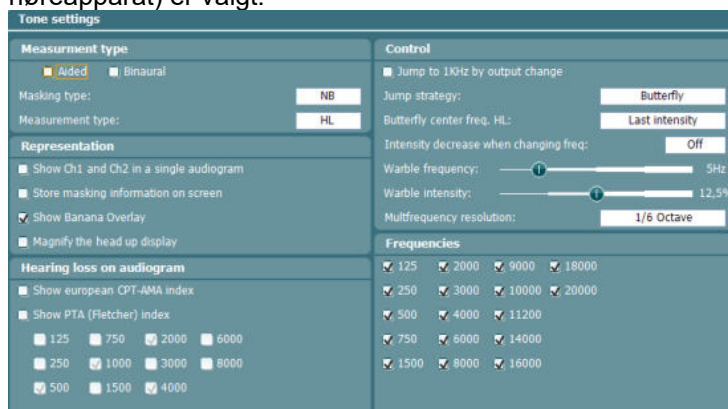 høreapparat) er valgt.
Tone settings
Measurment type
Aided Binaural
Masking type: NB
Measurement type: HL
Representation
Show Ch1 and Ch2 in a single audiogram
Store masking information on screen
Show Banana Overlay
Magnify the head up display
Hearing loss on audiogram
Show european CPT-AMA index
Show PTA (Fletcher) index
125 750 2000 6000
250 1000 3000 8000
500 1500 4000
Control
Jump to 1KHz by output change
Jump strategy: Butterfly
Butterfly center freq. HL: Last intensity
Intensity decrease when changing freq: Off
Warble frequency: 5Hz
Warble intensity: 12,5%
Multfrequency resolution: 1/6 Octave
Frequencies
125 2000 9000 18000
250 3000 10000 20000
500 4000 11200
750 6000 14000
1500 8000 16000